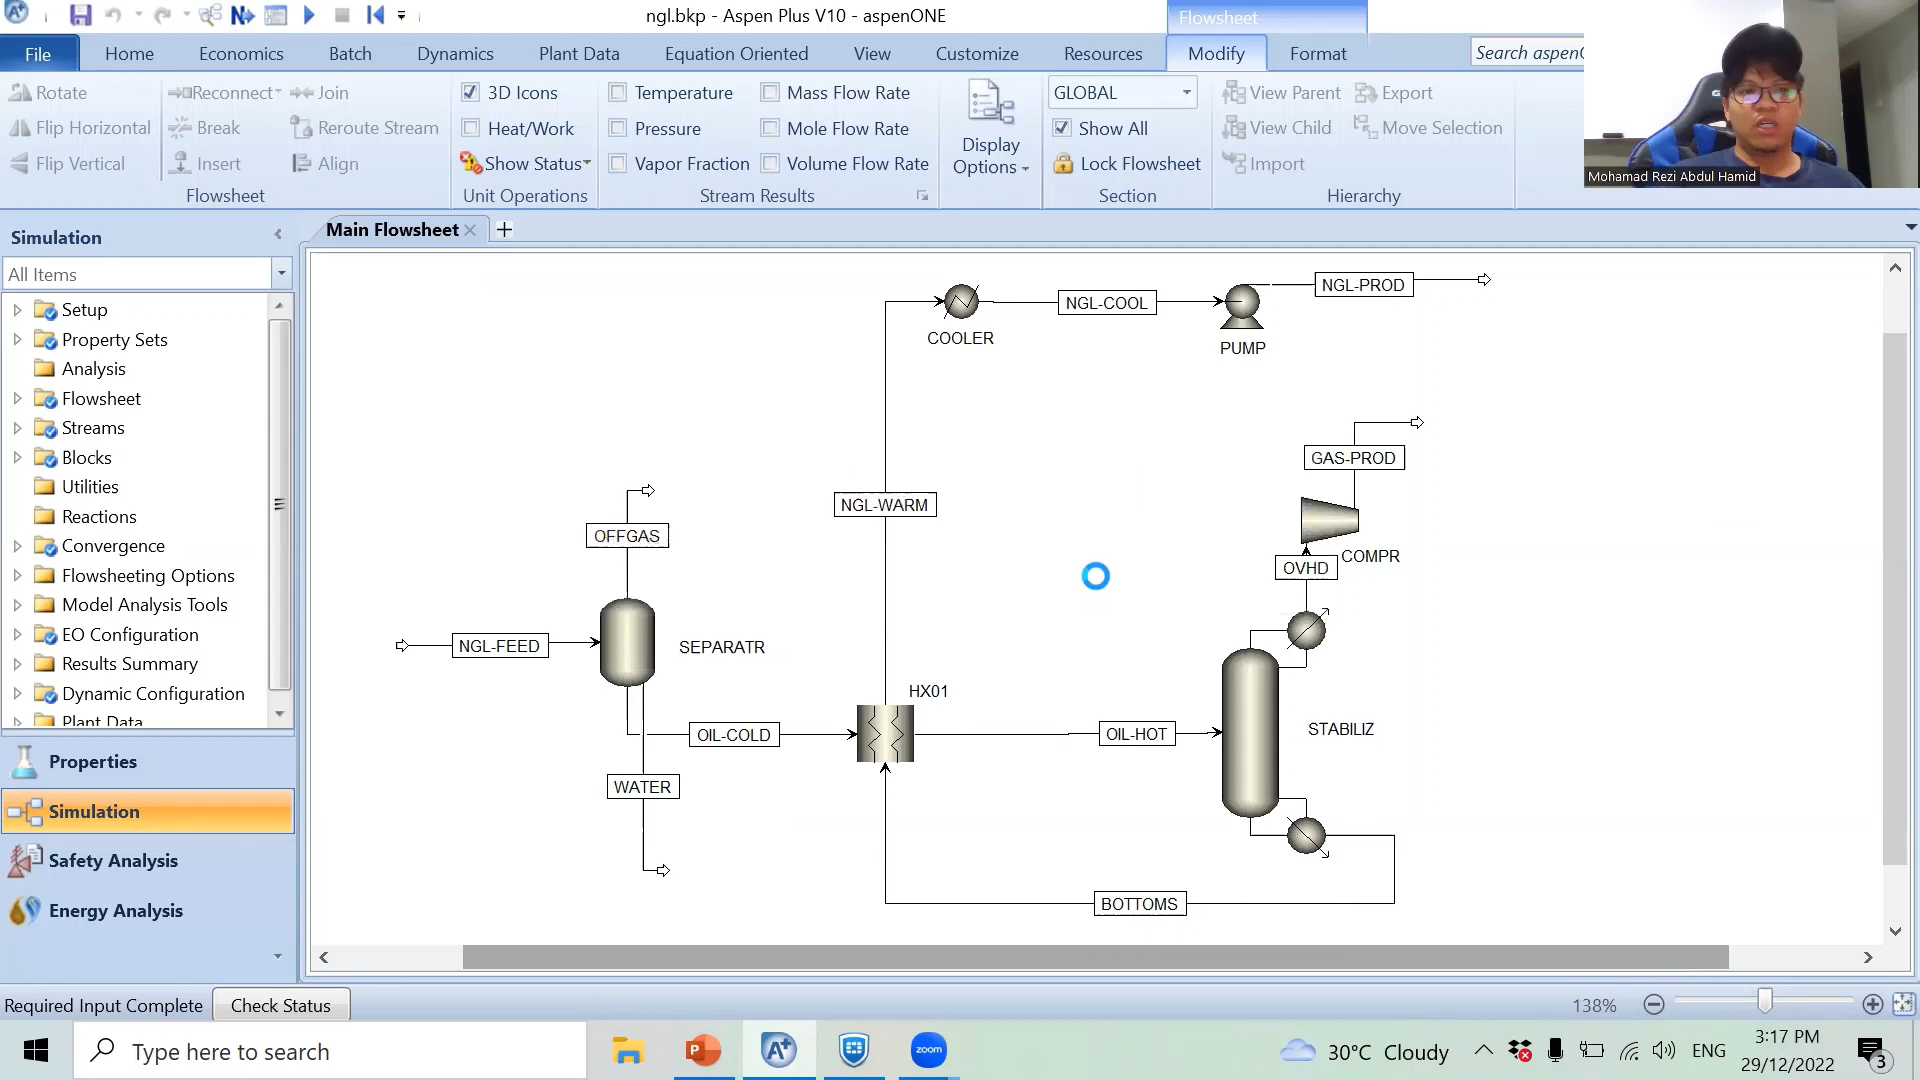 ngl.bkp - Aspen Plus V10 - aspenONE
Flowsheet
File
Home
Economics
Batch
Dynamics
Plant Data
Equation Oriented
View
Customize
Resources
Modify
Format
Search aspenO
Rotate
Reconnect
Join
3D Icons
Temperature
Mass Flow Rate
GLOBAL
View Parent
Export
Flip Horizontal
Break
Reroute Stream
Heat/Work
Pressure
Mole Flow Rate
Display Options
Show All
View Child
Move Selection
Flip Vertical
Insert
Align
Show Status
Vapor Fraction
Volume Flow Rate
Lock Flowsheet
Import
Flowsheet
Unit Operations
Stream Results
Section
Hierarchy
Mohamad Rezi Abdul Hamid
Simulation
Main Flowsheet
All Items
Setup
Property Sets
Analysis
Flowsheet
Streams
Blocks
Utilities
Reactions
Convergence
Flowsheeting Options
Model Analysis Tools
EO Configuration
Results Summary
Dynamic Configuration
Plant Data
Properties
Simulation
Safety Analysis
Energy Analysis
NGL-PROD
NGL-COOL
COOLER
PUMP
GAS-PROD
NGL-WARM
OFFGAS
COMPR
OVHD
NGL-FEED
SEPARATR
HX01
OIL-COLD
OIL-HOT
STABILIZ
WATER
BOTTOMS
Required Input Complete
Check Status
138%
Type here to search
zoom
30°C Cloudy
ENG
3:17 PM
29/12/2022
3